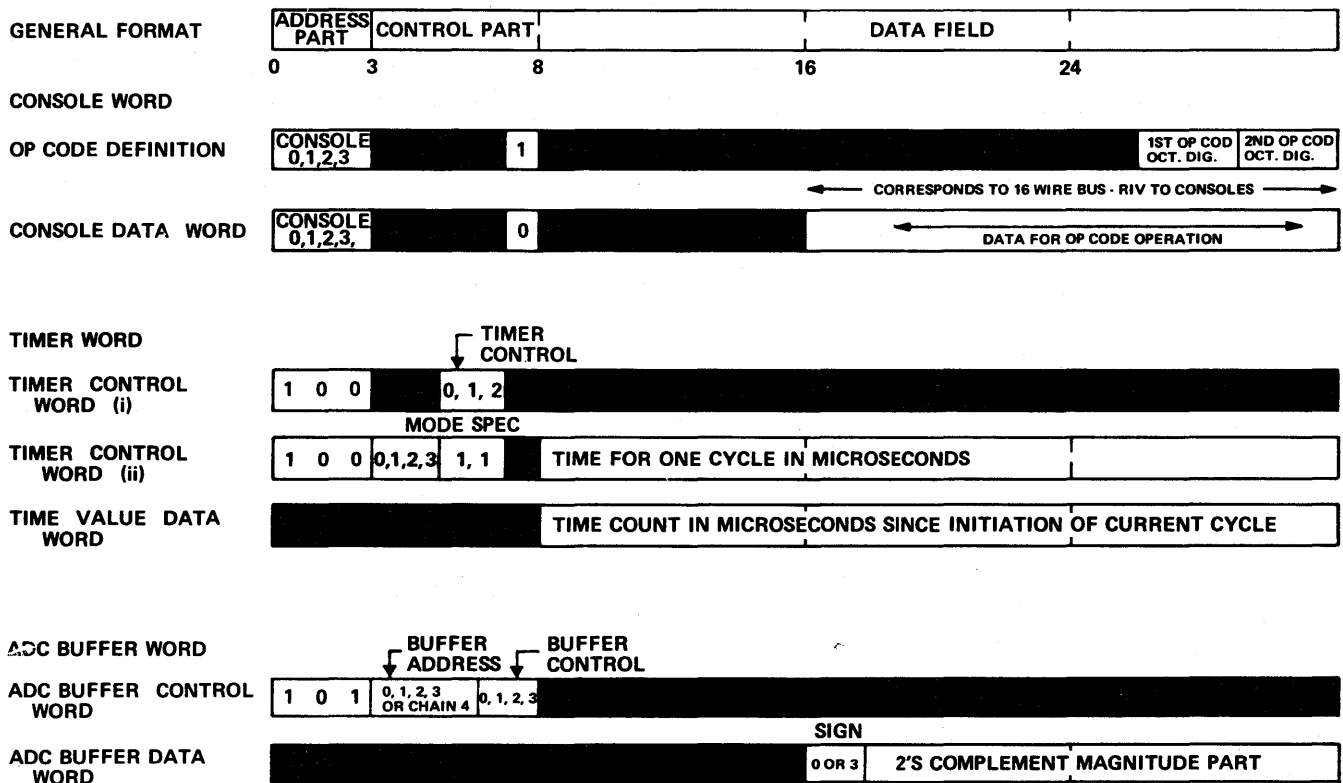 GENERAL FORMAT
ADDRESS PART
CONTROL PART
DATA FIELD
0 3 8 16 24
CONSOLE WORD
OP CODE DEFINITION
CONSOLE 0,1,2,3
1
1ST OP COD OCT. DIG.
2ND OP COD OCT. DIG.
CORRESPONDS TO 16 WIRE BUS - RIV TO CONSOLES
CONSOLE DATA WORD
CONSOLE 0,1,2,3,
0
DATA FOR OP CODE OPERATION
TIMER WORD
TIMER CONTROL
TIMER CONTROL WORD (i)
1 0 0
0, 1, 2
MODE SPEC
TIMER CONTROL WORD (ii)
1 0 0
0,1,2,3
1, 1
TIME FOR ONE CYCLE IN MICROSECONDS
TIME VALUE DATA WORD
TIME COUNT IN MICROSECONDS SINCE INITIATION OF CURRENT CYCLE
ADC BUFFER WORD
BUFFER ADDRESS
BUFFER CONTROL
ADC BUFFER CONTROL WORD
1 0 1
0, 1, 2, 3 OR CHAIN 4
0, 1, 2, 3
SIGN
ADC BUFFER DATA WORD
0 OR 3
2'S COMPLEMENT MAGNITUDE PART